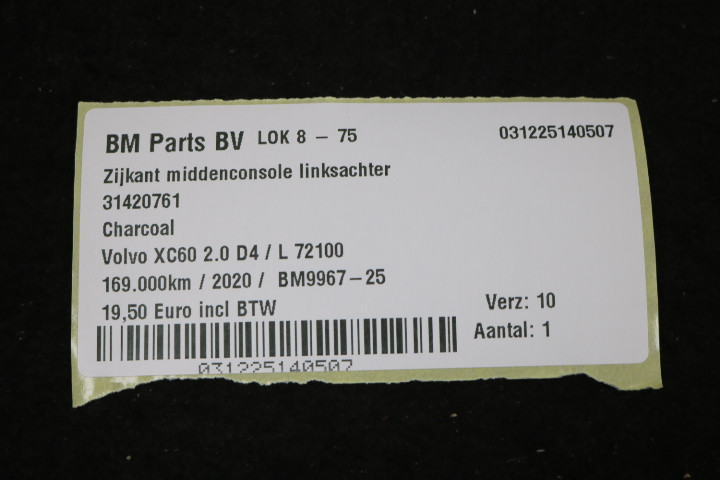 BM Parts BV LOK 8 - 75 031225140507
Zijkant middenconsole linksachter
31420761
Charcoal
Volvo XC60 2.0 D4 / L 72100
169.000km / 2020 / BM9967-25
19,50 Euro incl BTW Verz: 10
Aantal: 1
031225140507